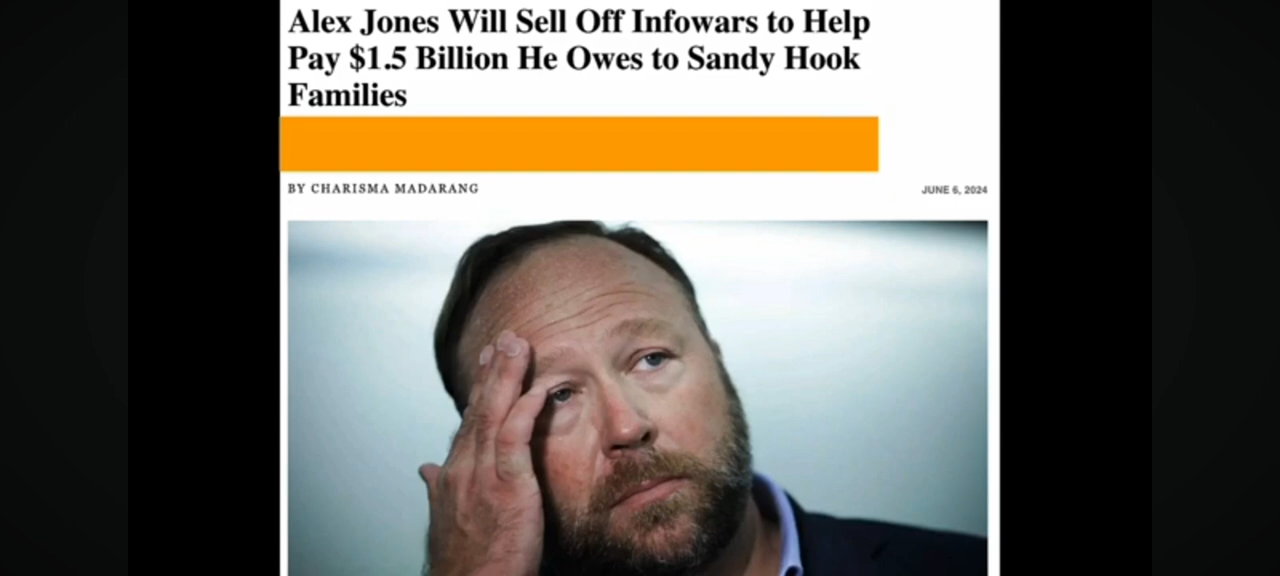 Alex Jones Will Sell Off Infowars to Help
Pay $1.5 Billion He Owes to Sandy Hook
Families
BY CHARISMA MADARANG
JUNE 6, 2024